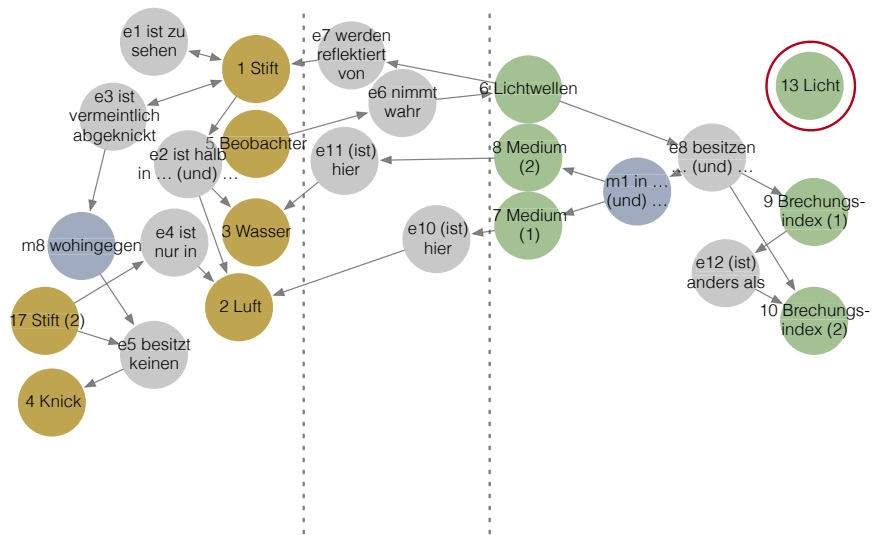 e1 ist zu
sehen
1 Stift
e7 werden
reflektiert
von
e3 ist
vermeintlich
abgeknickt
e6 nimmt
wahr
6 Lichtwellen
13 Licht
5 Beobachter
e2 ist halb
in ... (und) ...
e11 (ist)
hier
8 Medium
(2)
e8 besitzen
... (und) ...
m1 in ...
(und) ...
9 Brechungs-
index (1)
m8 wohingegen
e4 ist
nur in
3 Wasser
e10 (ist)
hier
7 Medium
(1)
e12 (ist)
anders als
2 Luft
17 Stift (2)
10 Brechungs-
index (2)
e5 besitzt
keinen
4 Knick